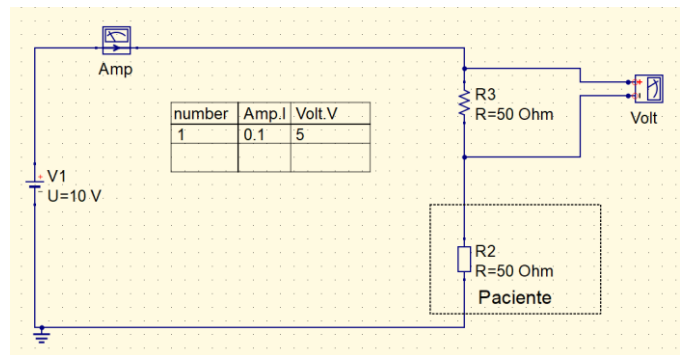 Amp
number Amp.I Volt.V
1 0.1 5
R3
R=50 Ohm
Volt
V1
U=10 V
R2
R=50 Ohm
Paciente